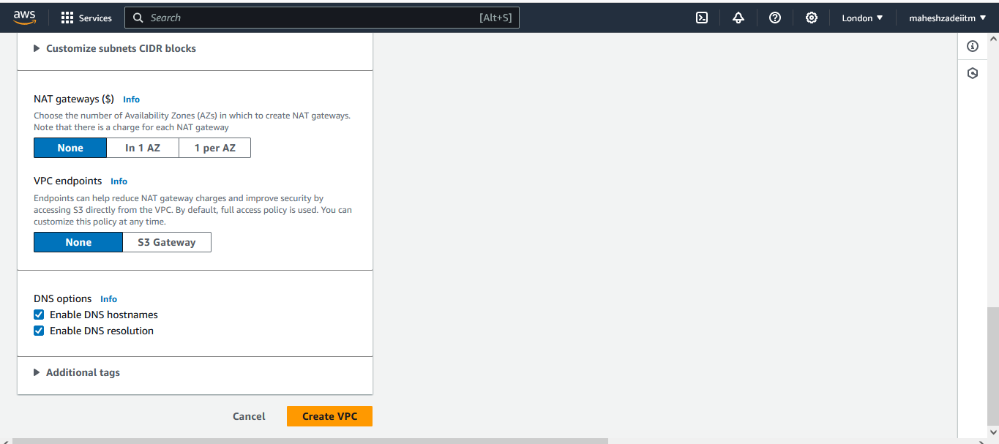 aws
Services
Search
[Alt+S]
London
maheshzadeiitm
Customize subnets CIDR blocks
NAT gateways ($) Info
Choose the number of Availability Zones (AZs) in which to create NAT gateways.
Note that there is a charge for each NAT gateway
None
In 1 AZ
1 per AZ
VPC endpoints Info
Endpoints can help reduce NAT gateway charges and improve security by
accessing S3 directly from the VPC. By default, full access policy is used. You can
customize this policy at any time.
None
S3 Gateway
DNS options Info
Enable DNS hostnames
Enable DNS resolution
Additional tags
Cancel
Create VPC